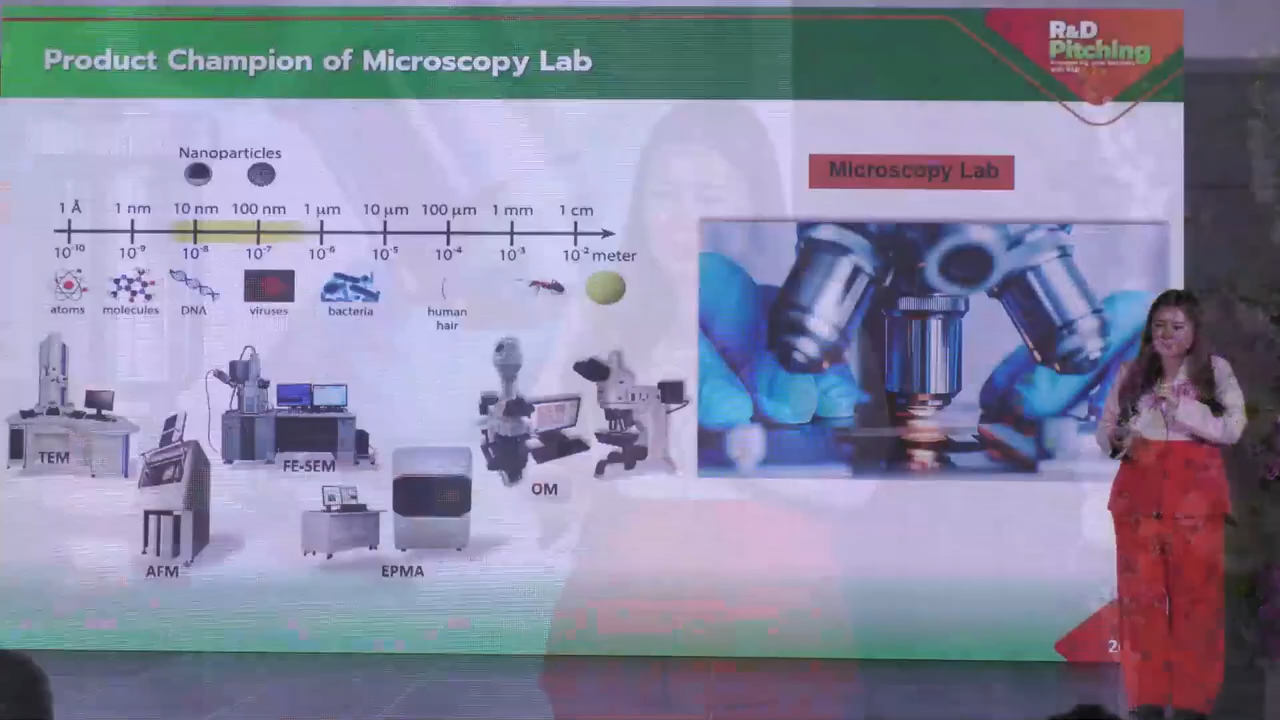 Product Champion of Microscopy Lab
R&D
Pitching
Nanoparticles
1 Å 1 nm 10 nm 100 nm 1 μm 10 μm 100 μm 1 mm 1 cm
10⁻¹⁰ 10⁻⁹ 10⁻⁸ 10⁻⁷ 10⁻⁶ 10⁻⁵ 10⁻⁴ 10⁻³ 10⁻² meter
atoms molecules DNA viruses bacteria human hair
TEM
FE-SEM
OM
AFM
EPMA
Microscopy Lab